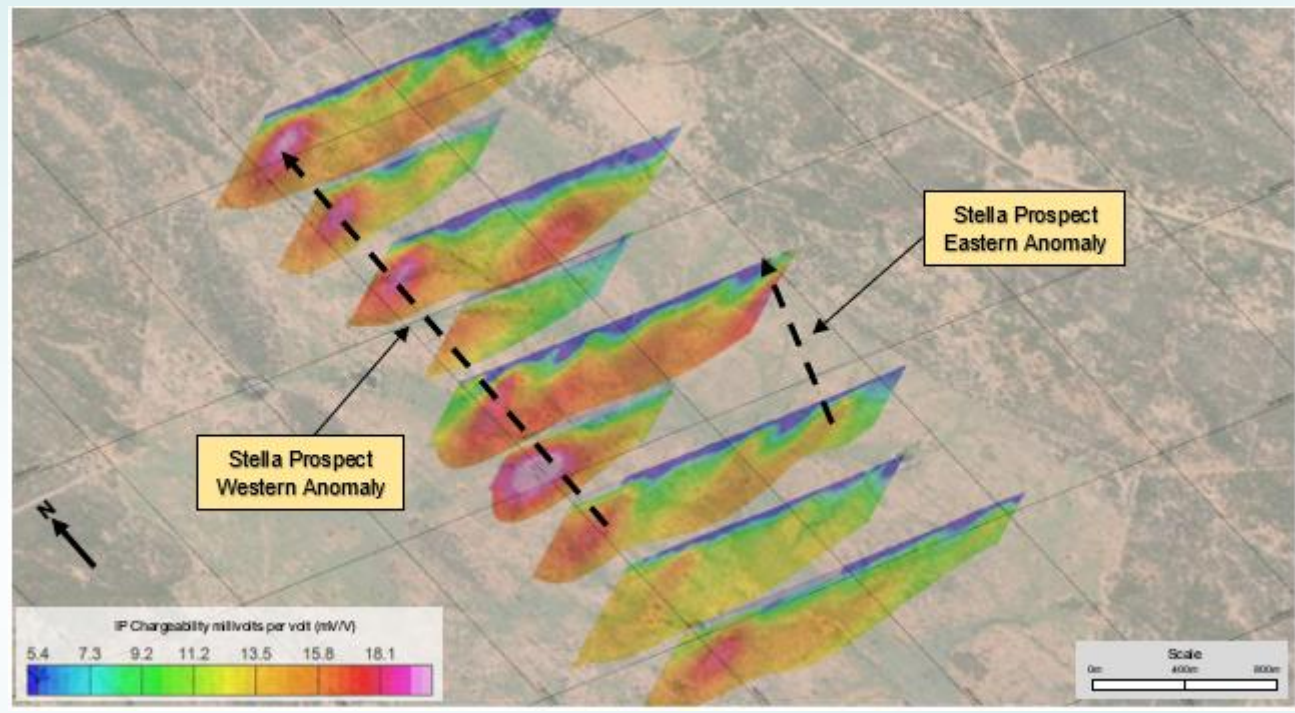 Stella Prospect
Eastern Anomaly
Stella Prospect
Western Anomaly
N
IP Chargeability millivolts per volt (mV/V)
5.4 7.3 9.2 11.2 13.5 15.8 18.1
Scale
0m 400m 800m